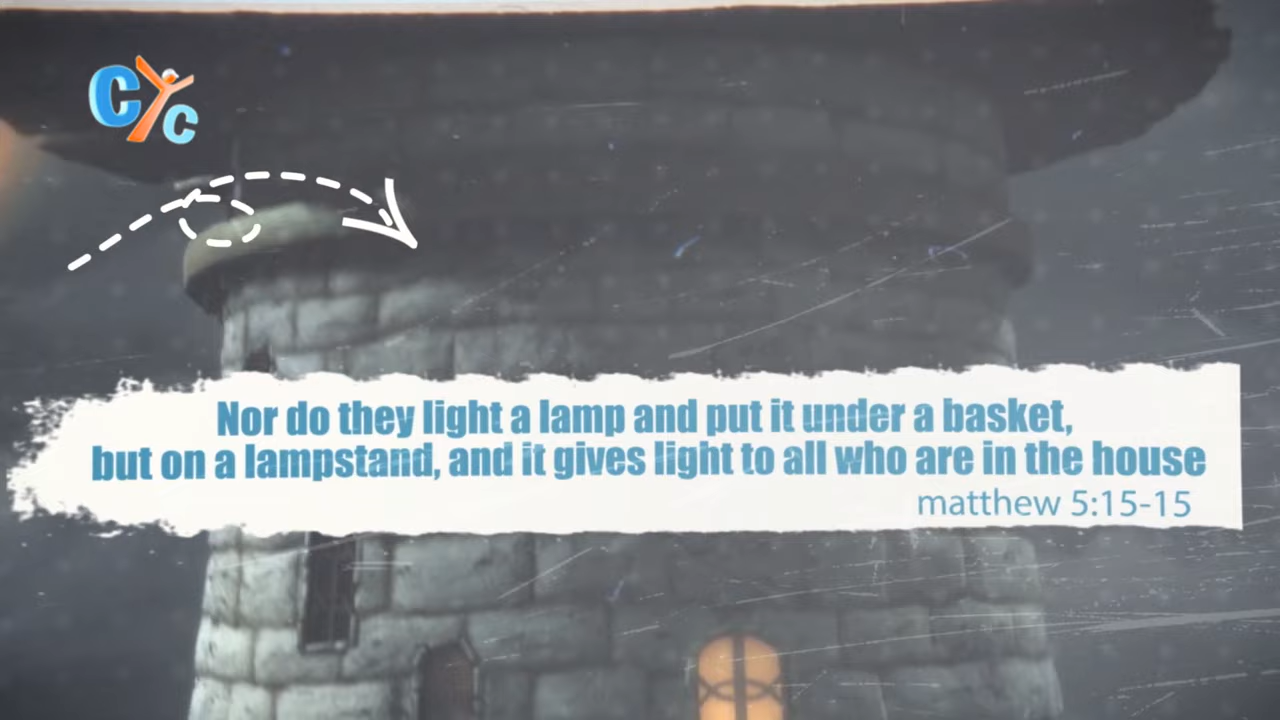 CYC
Nor do they light a lamp and put it under a basket,
but on a lampstand, and it gives light to all who are in the house
matthew 5:15-15